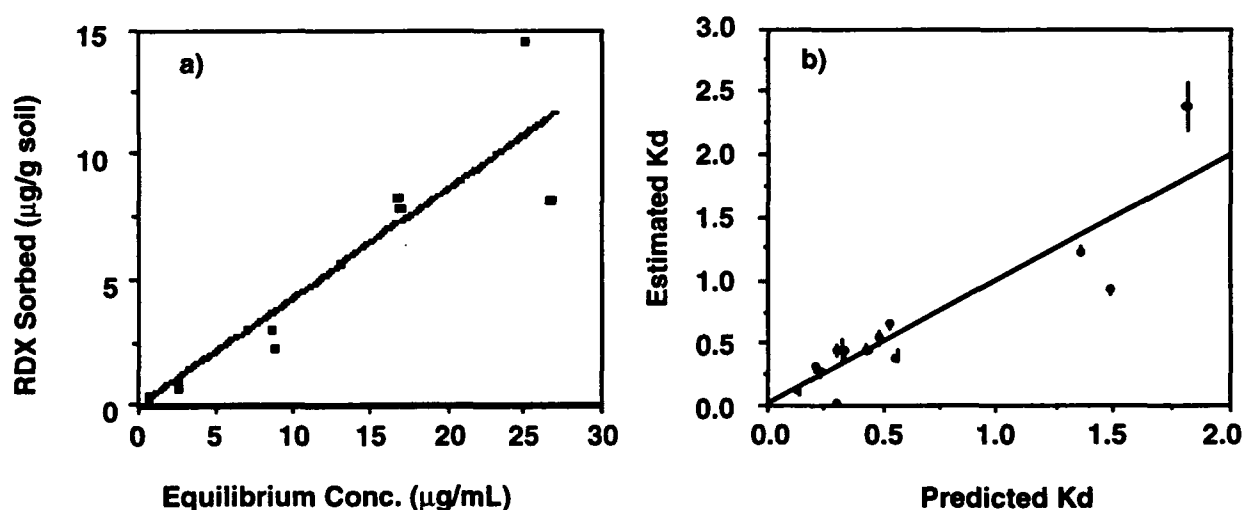 RDX Sorbed (μg/g soil)
15
10
5
0
a)
0 5 10 15 20 25 30
Equilibrium Conc. (μg/mL)
Estimated Kd
3.0
2.5
2.0
1.5
1.0
0.5
0.0
b)
0.0 0.5 1.0 1.5 2.0
Predicted Kd